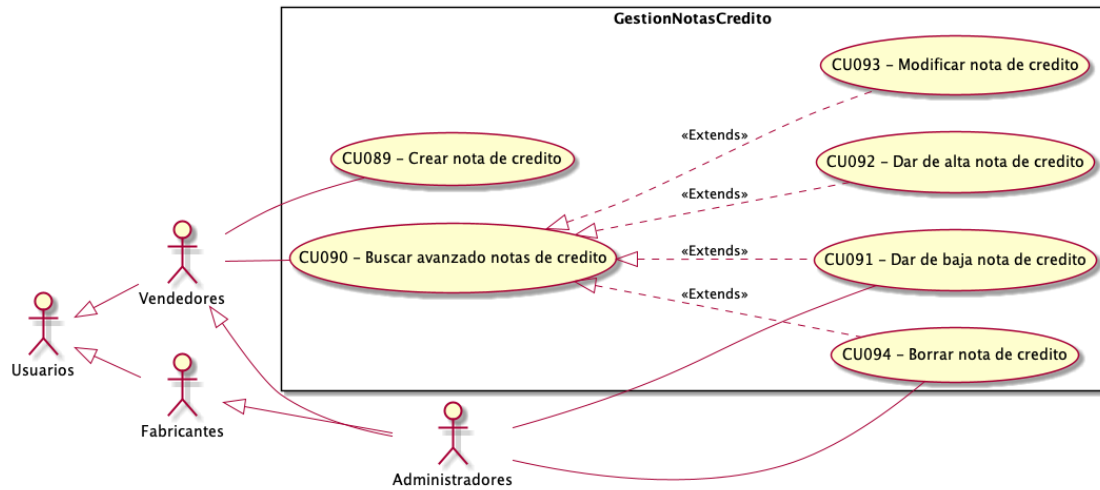 GestionNotasCredito
CU093 - Modificar nota de credito
«Extends»
CU089 - Crear nota de credito
CU092 - Dar de alta nota de credito
«Extends»
CU090 - Buscar avanzado notas de credito
«Extends»
CU091 - Dar de baja nota de credito
Vendedores
«Extends»
CU094 - Borrar nota de credito
Usuarios
Fabricantes
Administradores